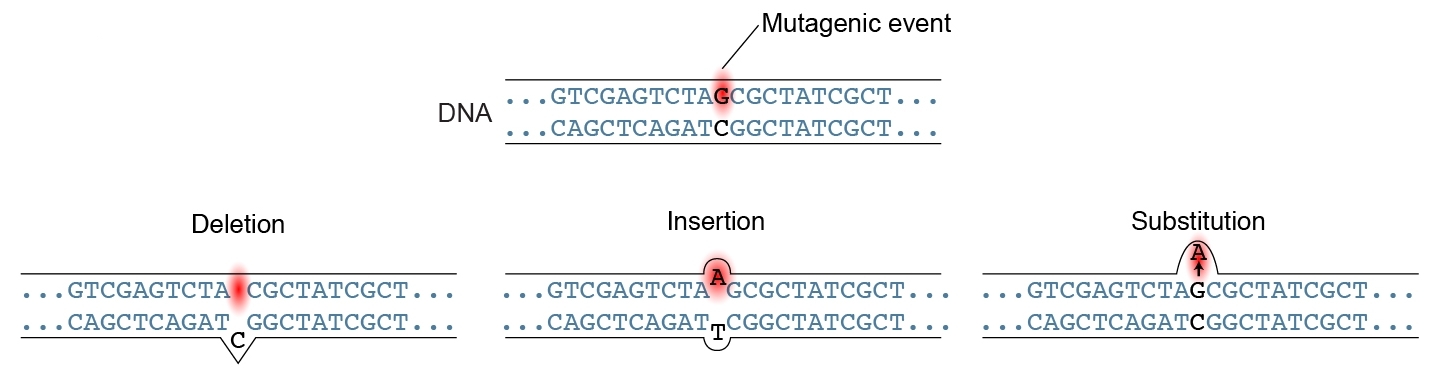 Mutagenic event
DNA
...GTCGAGTCTAGCGCTATCGCT...
...CAGCTCAGATCGGCTATCGCT...
Deletion
...GTCGAGTCTA CGCTATCGCT...
...CAGCTCAGAT GGCTATCGCT...
C
Insertion
A
...GTCGAGTCTA GCGCTATCGCT...
...CAGCTCAGAT CGGCTATCGCT...
T
Substitution
A
...GTCGAGTCTAGCGCTATCGCT...
...CAGCTCAGATCGGCTATCGCT...